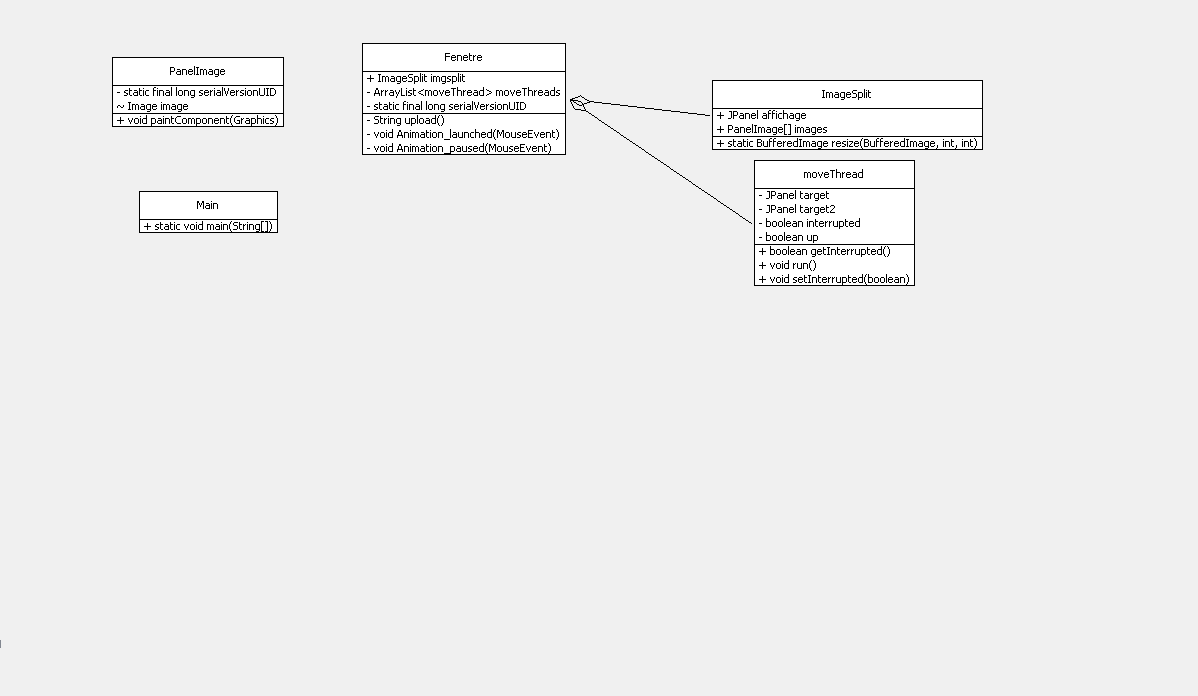 PanelImage
- static final long serialVersionUID
~ Image image
+ void paintComponent(Graphics)
Fenetre
+ ImageSplit imgsplit
- ArrayList<moveThread> moveThreads
- static final long serialVersionUID
- String upload()
- void Animation_launched(MouseEvent)
- void Animation_paused(MouseEvent)
ImageSplit
+ JPanel affichage
+ PanelImage[] images
+ static BufferedImage resize(BufferedImage, int, int)
moveThread
- JPanel target
- JPanel target2
- boolean interrupted
- boolean up
+ boolean getInterrupted()
+ void run()
+ void setInterrupted(boolean)
Main
+ static void main(String[])